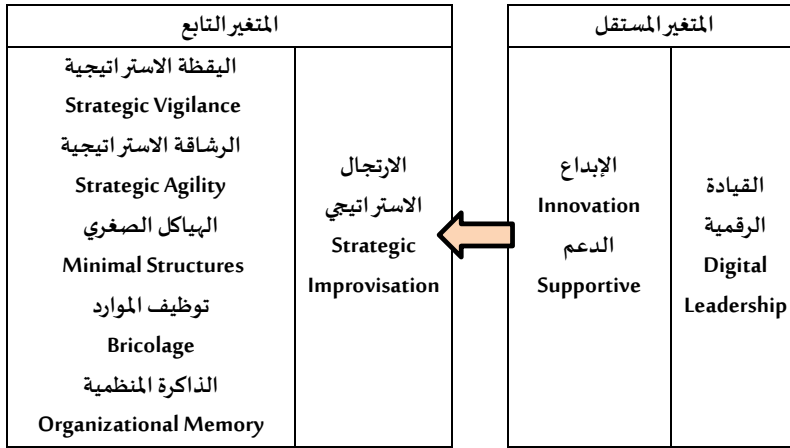 المتغير المستقل
القيادة
الرقمية
Digital
Leadership
الإبداع
Innovation
الدعم
Supportive
المتغير التابع
الارتجال
الاستراتيجي
Strategic
Improvisation
اليقظة الاستراتيجية
Strategic Vigilance
الرشاقة الاستراتيجية
Strategic Agility
الهياكل الصغري
Minimal Structures
توظيف الموارد
Bricolage
الذاكرة المنظمية
Organizational Memory